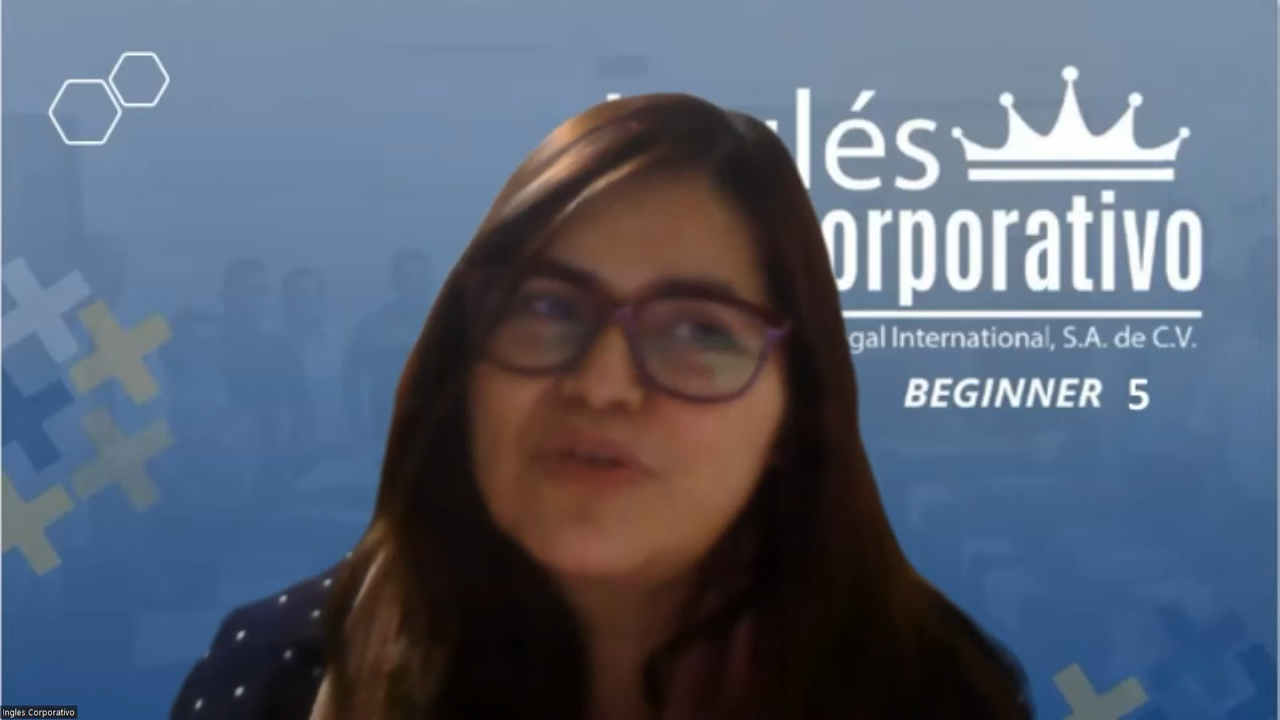 lés
orporativo
gal International, S.A. de C.V.
BEGINNER 5
Ingles Corporativo